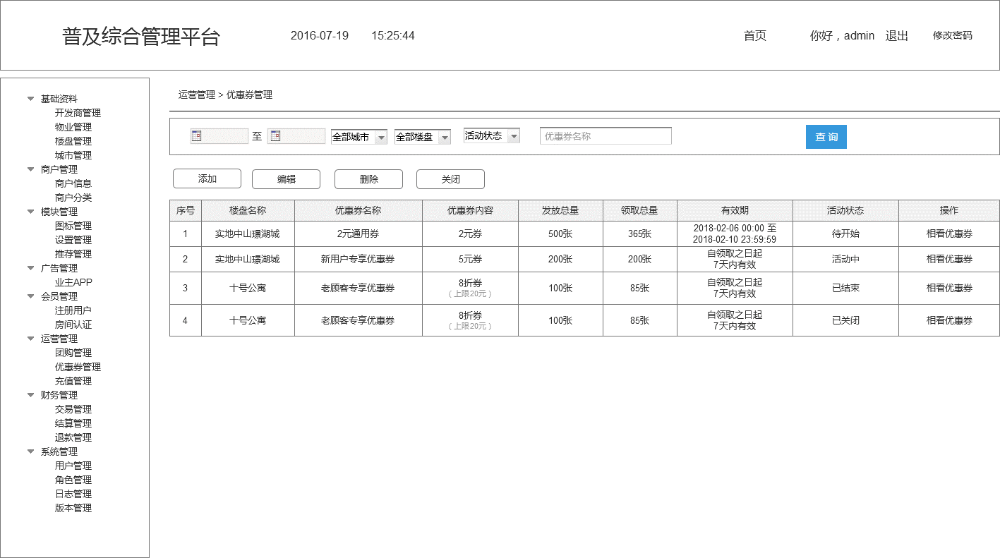 普及综合管理平台 2016-07-19 15:25:44 首页 你好，admin 退出 修改密码
基础资料
开发商管理
物业管理
楼盘管理
城市管理
商户管理
商户信息
商户分类
模块管理
图标管理
设置管理
推荐管理
广告管理
业主APP
会员管理
注册用户
房间认证
运营管理
团购管理
优惠券管理
充值管理
财务管理
交易管理
结算管理
退款管理
系统管理
用户管理
角色管理
日志管理
版本管理
运营管理 > 优惠券管理
至 全部城市 全部楼盘 活动状态 优惠券名称 查 询
添加 编辑 删除 关闭
序号 楼盘名称 优惠券名称 优惠券内容 发放总量 领取总量 有效期 活动状态 操作
1 实地中山璟湖城 2元通用券 2元券 500张 365张 2018-02-06 00:00 至
2018-02-10 23:59:59 待开始 相看优惠券
2 实地中山璟湖城 新用户专享优惠券 5元券 200张 200张 自领取之日起
7天内有效 活动中 相看优惠券
3 十号公寓 老顾客专享优惠券 8折券
（上限20元） 100张 85张 自领取之日起
7天内有效 已结束 相看优惠券
4 十号公寓 老顾客专享优惠券 8折券
（上限20元） 100张 85张 自领取之日起
7天内有效 已关闭 相看优惠券